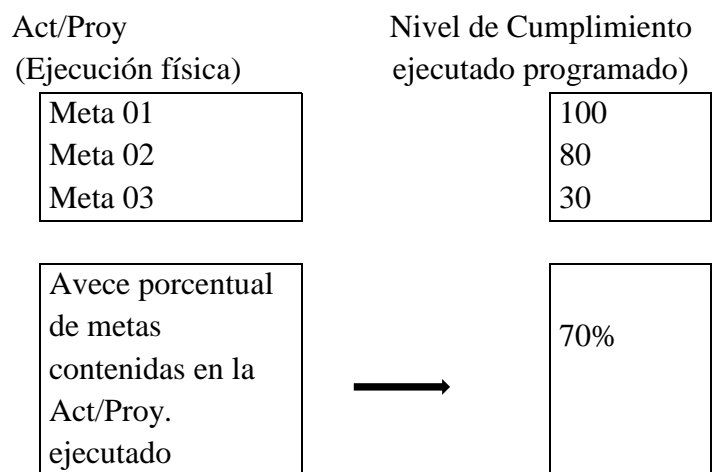 Act/Proy Nivel de Cumplimiento
(Ejecución física) ejecutado programado)
Meta 01 100
Meta 02 80
Meta 03 30
Avece porcentual
de metas
contenidas en la
Act/Proy.
ejecutado
70%